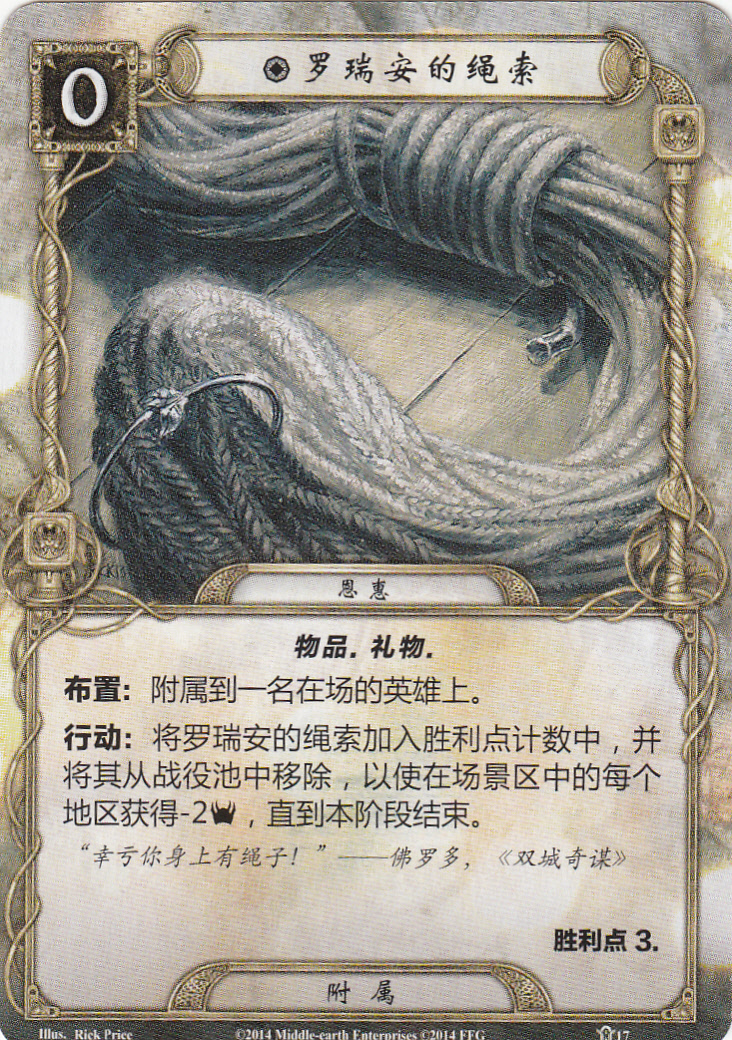 0
罗瑞安的绳索
恩惠
物品. 礼物.
布置: 附属到一名在场的英雄上。
行动: 将罗瑞安的绳索加入胜利点计数中，并
将其从战役池中移除，以使在场景区中的每个
地区获得-2，直到本阶段结束。
“幸亏你身上有绳子！”——佛罗多，《双城奇谋》
胜利点 3.
附属
Illus. Rick Price ©2014 Middle-earth Enterprises ©2014 FFG 17